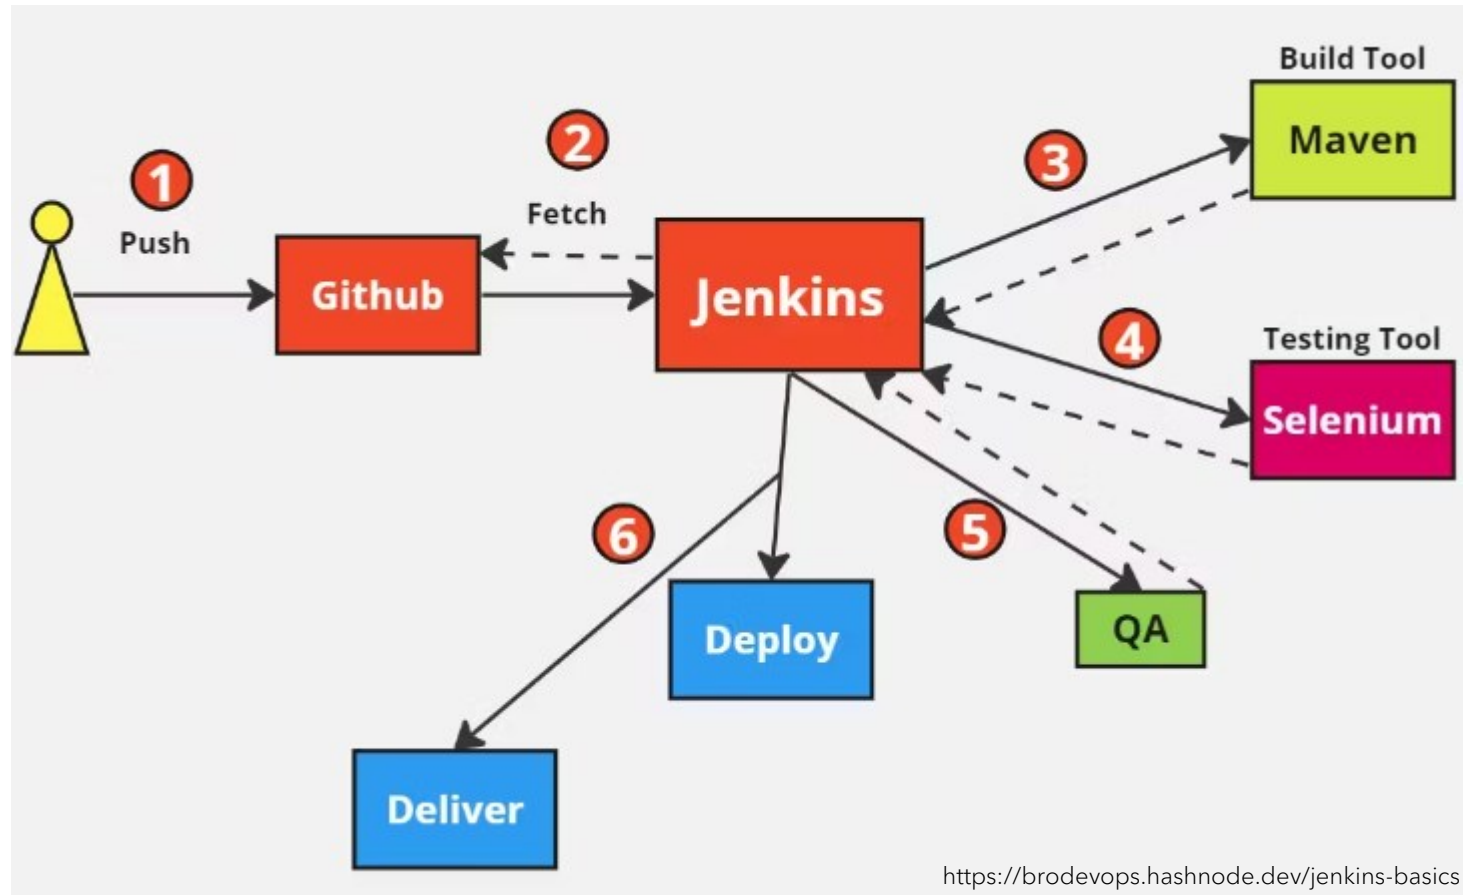 Build Tool
Maven
2
3
1
Fetch
Push
Github
Jenkins
4
Testing Tool
Selenium
5
6
Deploy
QA
Deliver
https://brodevops.hashnode.dev/jenkins-basics